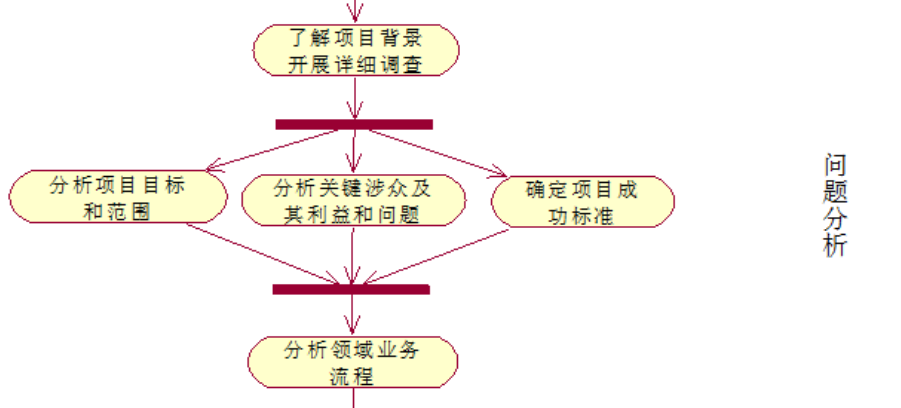 了解项目背景
开展详细调查
分析项目目标
和范围
分析关键涉众及
其利益和问题
确定项目成
功标准
问题分析
分析领域业务
流程